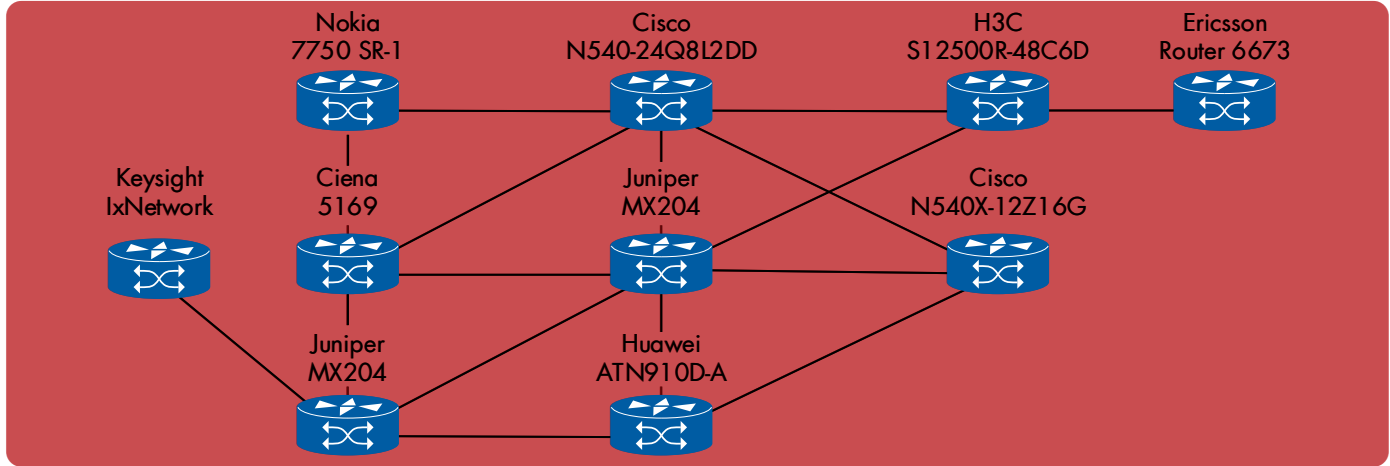 Nokia
7750 SR-1
Cisco
N540-24Q8L2DD
H3C
S12500R-48C6D
Ericsson
Router 6673
Keysight
IxNetwork
Ciena
5169
Juniper
MX204
Cisco
N540X-12Z16G
Juniper
MX204
Huawei
ATN910D-A